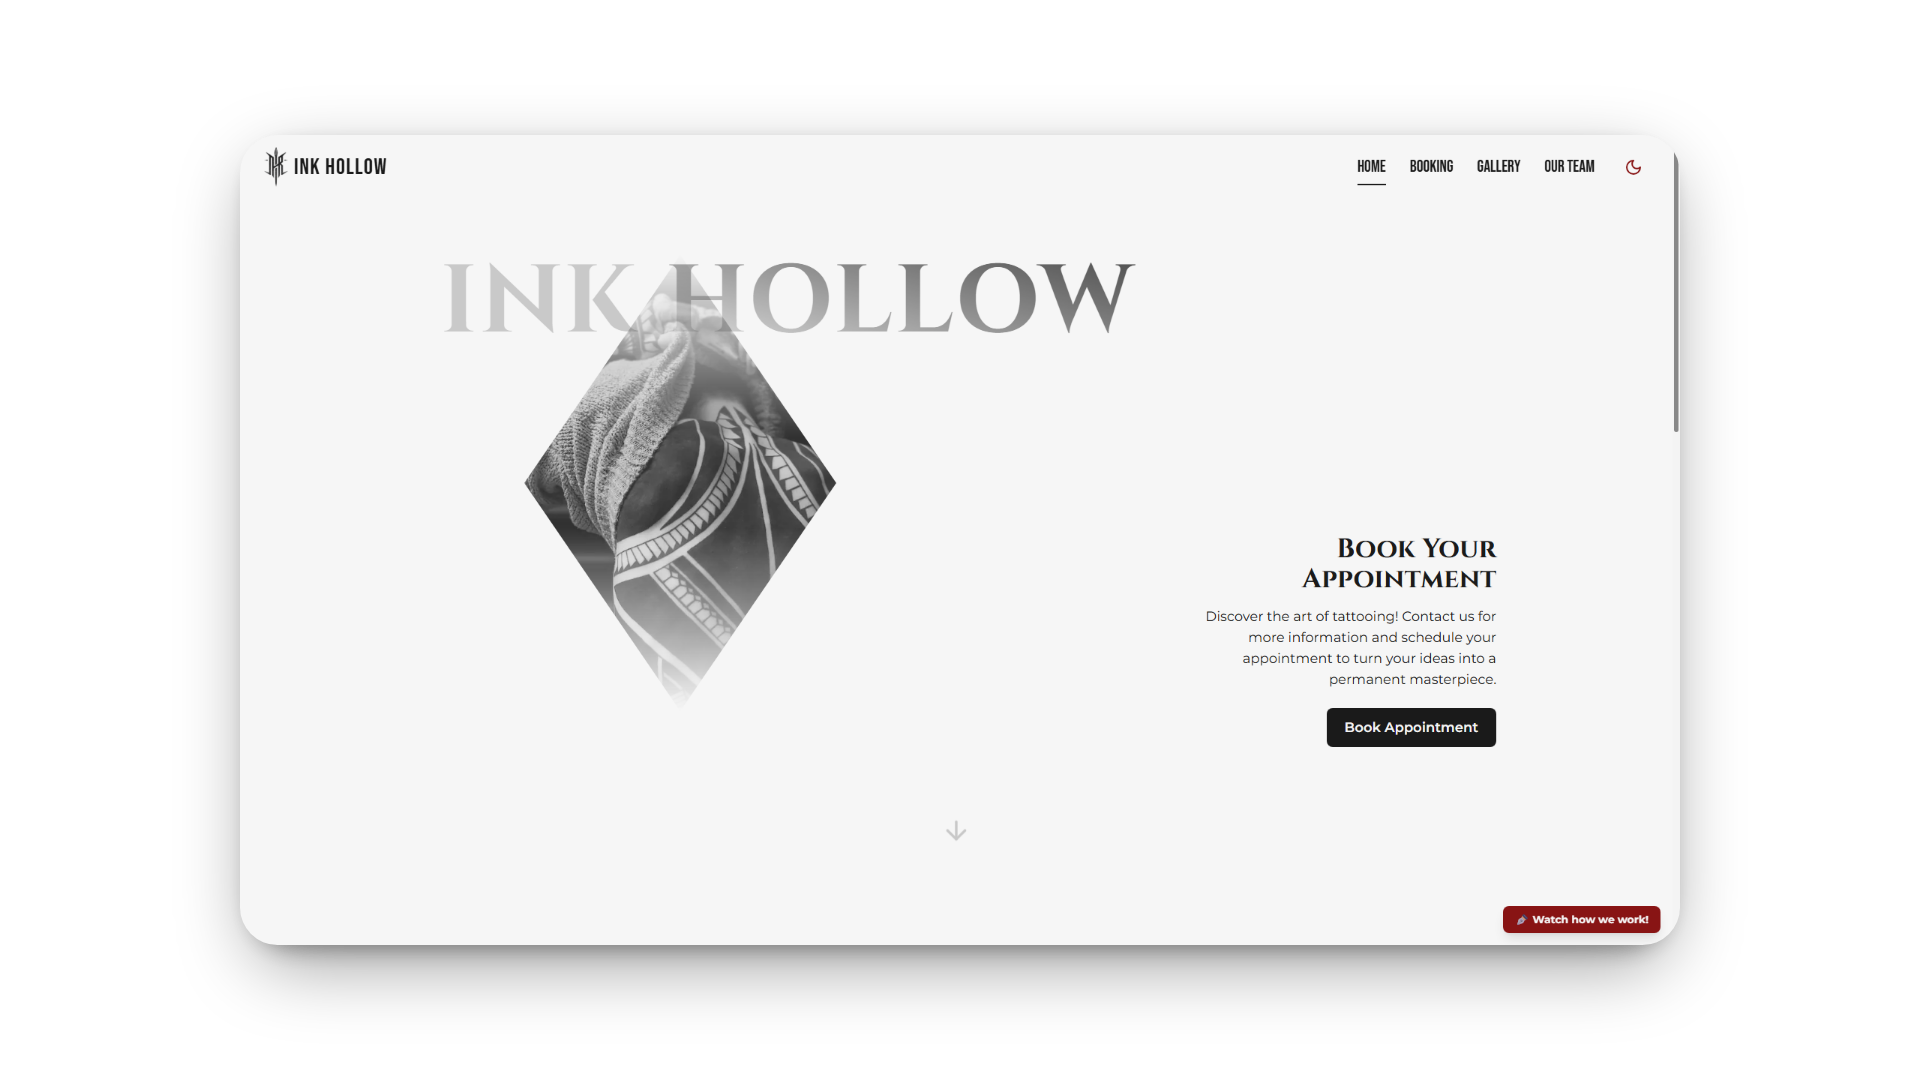 INK HOLLOW
HOME BOOKING GALLERY OUR TEAM
INK HOLLOW
Book Your
Appointment
Discover the art of tattooing! Contact us for
more information and schedule your
appointment to turn your ideas into a
permanent masterpiece.
Book Appointment
Watch how we work!